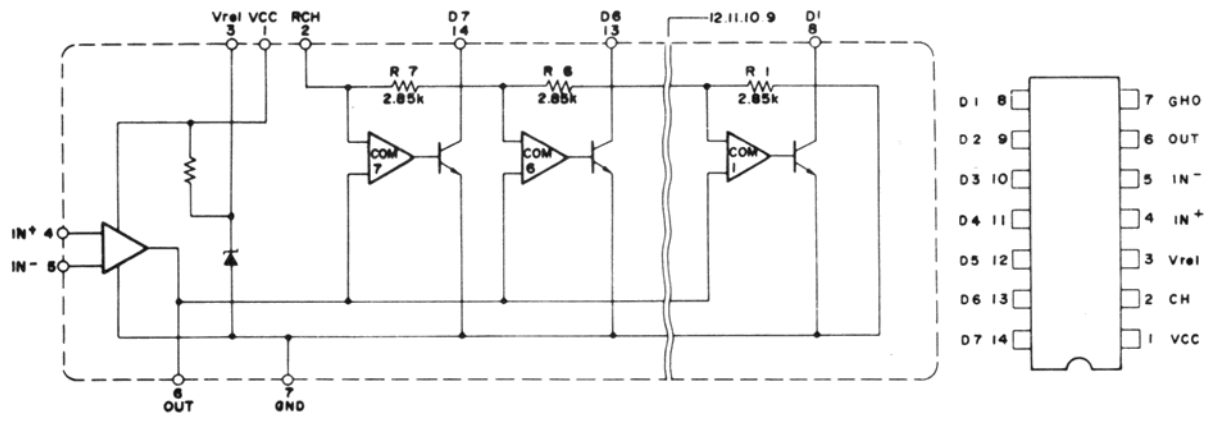 Vrel VCC RCH D7 D6 12.11.10.9 D1
3 1 2 14 13 8
R 7 R 6 R 1
2.85k 2.85k 2.85k
COM 7
COM 6
COM 1
IN+ 4
IN- 5
6 7
OUT GND
D1 8 7 GHO
D2 9 6 OUT
D3 10 5 IN-
D4 11 4 IN+
D5 12 3 Vrel
D6 13 2 CH
D7 14 1 VCC